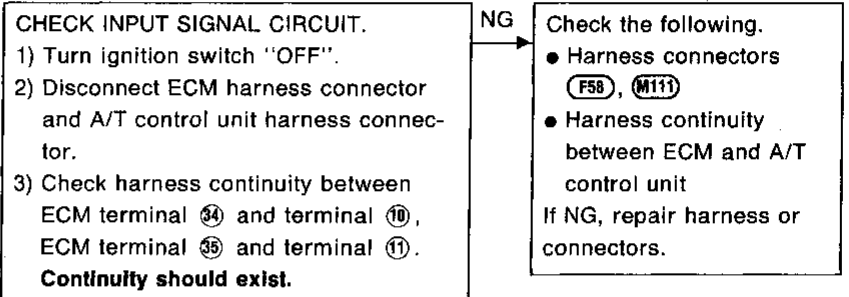 CHECK INPUT SIGNAL CIRCUIT.
1) Turn ignition switch "OFF".
2) Disconnect ECM harness connector
and A/T control unit harness connec-
tor.
3) Check harness continuity between
ECM terminal ㉞ and terminal ⑩,
ECM terminal ㉟ and terminal ⑪.
Continuity should exist.
NG
Check the following.
● Harness connectors
F58, M111
● Harness continuity
between ECM and A/T
control unit
If NG, repair harness or
connectors.